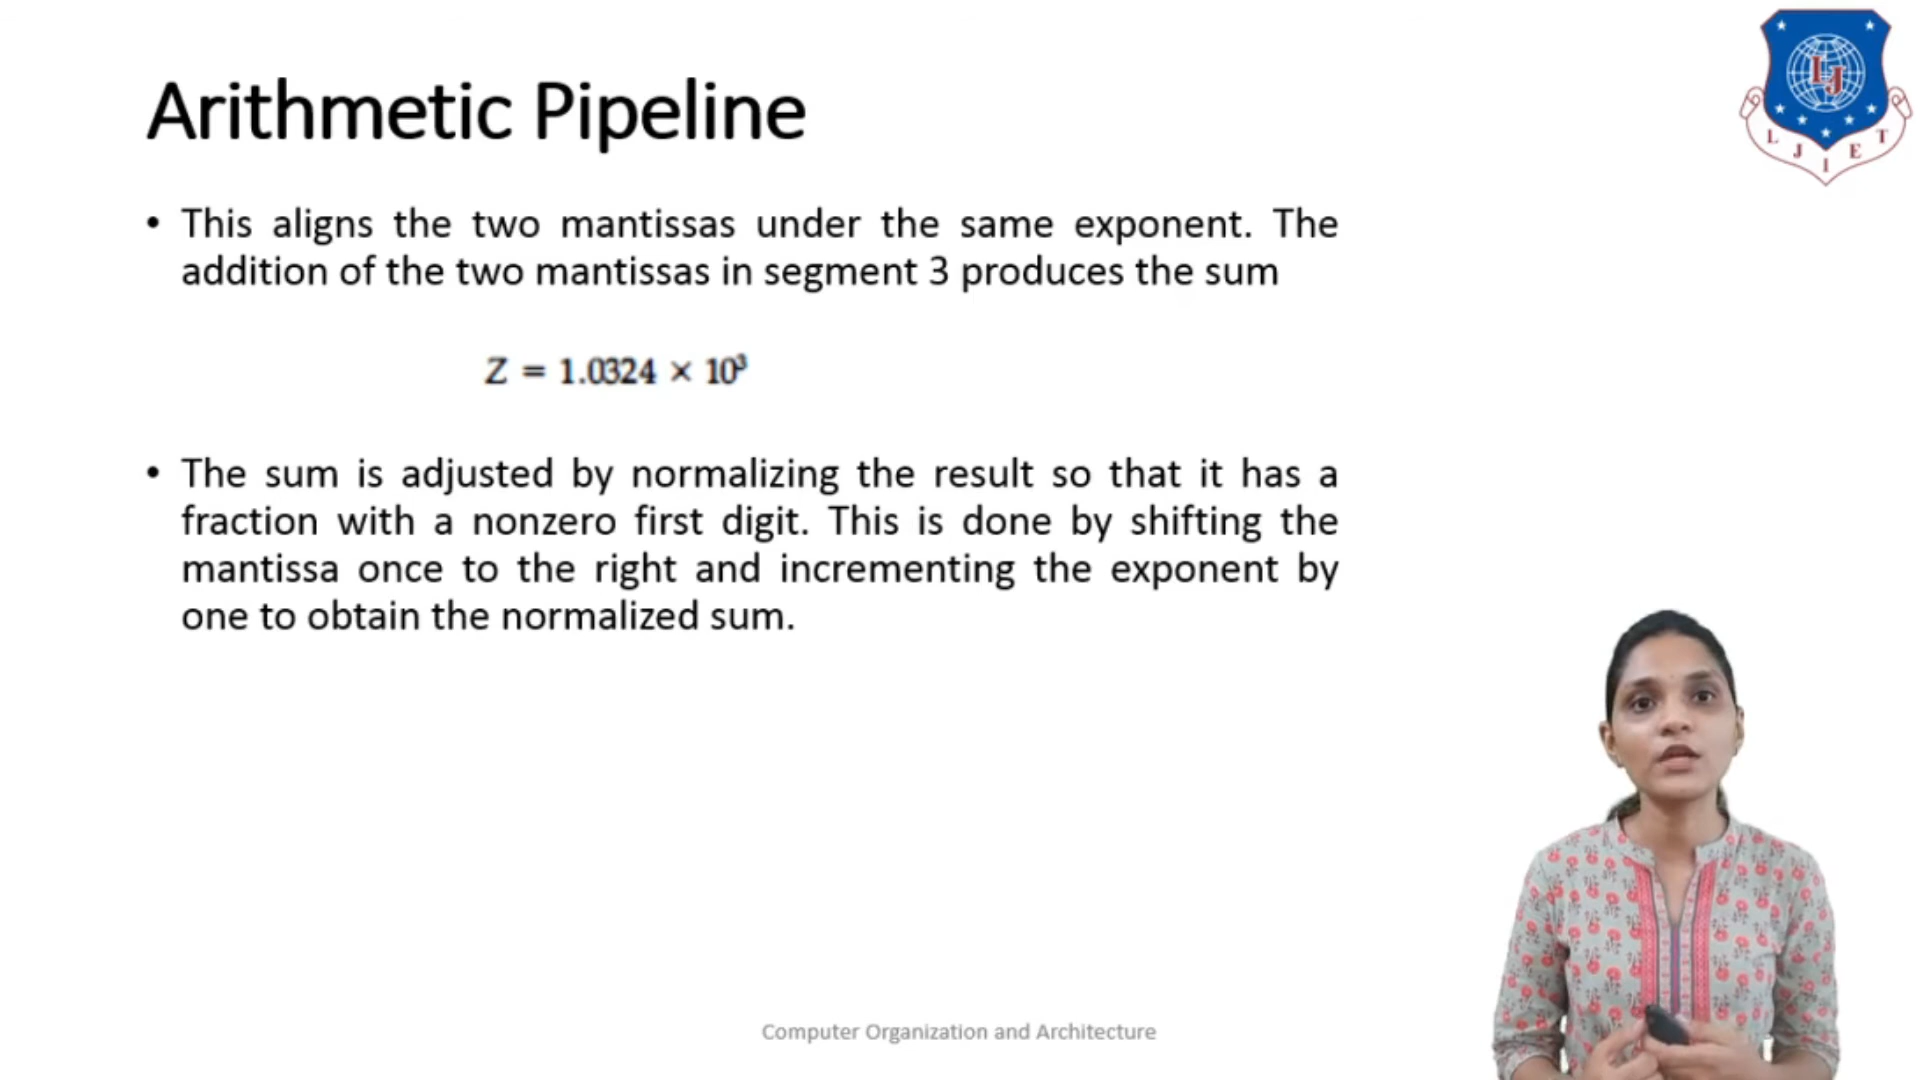 Arithmetic Pipeline
LJ
L J I E T
• This aligns the two mantissas under the same exponent. The
addition of the two mantissas in segment 3 produces the sum
Z = 1.0324 × 10³
• The sum is adjusted by normalizing the result so that it has a
fraction with a nonzero first digit. This is done by shifting the
mantissa once to the right and incrementing the exponent by
one to obtain the normalized sum.
Computer Organization and Architecture